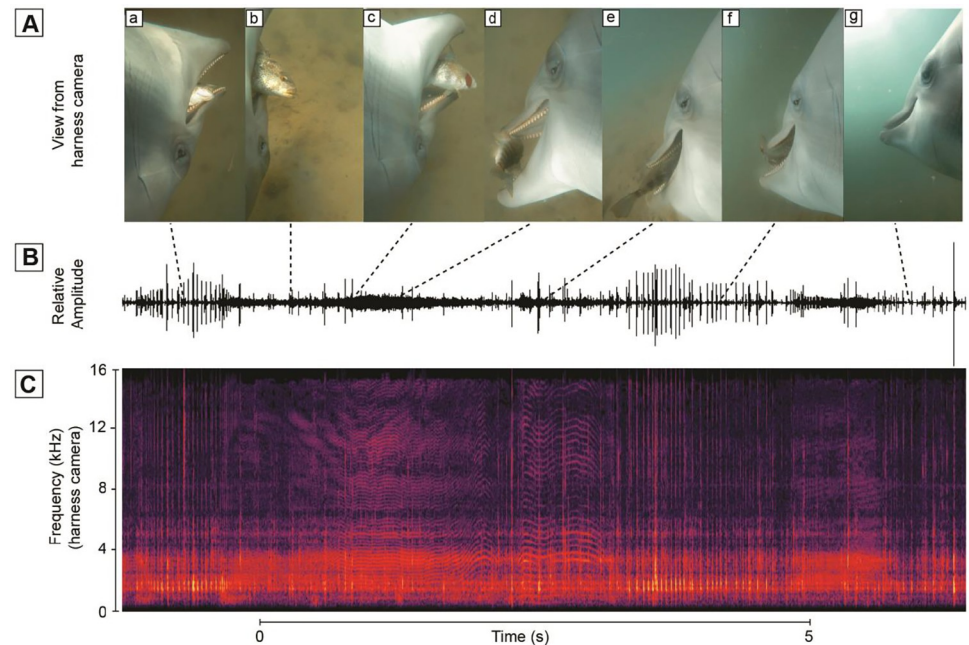 A
a
b
c
d
e
f
g
View from
harness camera
B
Relative
Amplitude
C
Frequency (kHz)
(harness camera)
16
12
8
4
0
0
Time (s)
5